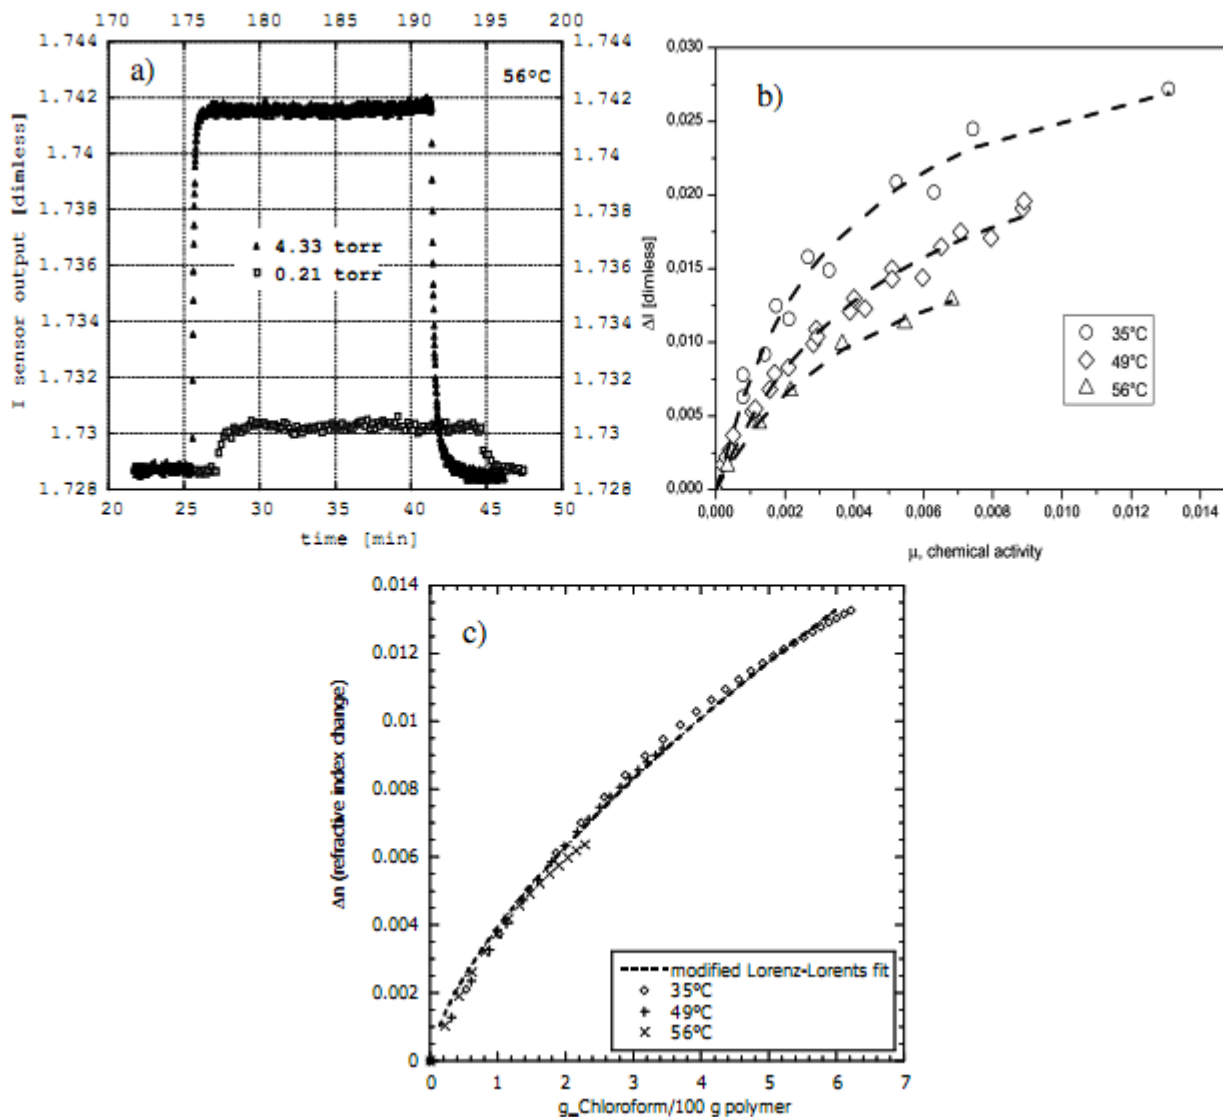 170 175 180 185 190 195 200
1.744 1.744
a) 56°C
1.742 1.742
1.74 1.74
1.738 1.738
1.736 1.736
1.734 1.734
1.732 1.732
1.73 1.73
1.728 1.728
4.33 torr
0.21 torr
I sensor output [dimless]
20 25 30 35 40 45 50
time [min]
b)
0,030
0,025
0,020
0,015
0,010
0,005
0,000
ΔI [dimless]
35°C
49°C
56°C
0,000 0,002 0,004 0,006 0,008 0,010 0,012 0,014
μ, chemical activity
c)
0.014
0.012
0.01
0.008
0.006
0.004
0.002
0
Δn (refractive index change)
modified Lorenz-Lorents fit
35ºC
49ºC
56ºC
0 1 2 3 4 5 6 7
g_Chloroform/100 g polymer